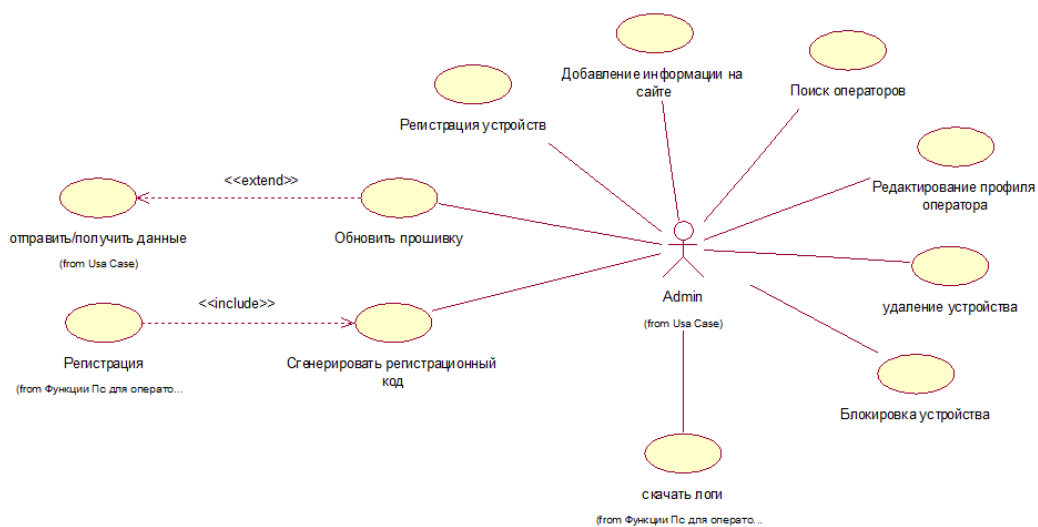 Добавление информации на
сайте
Поиск операторов
Регистрация устройств
Редактирование профиля
оператора
<<extend>>
отправить/получить данные
(from Usa Case)
Обновить прошивку
<<include>>
Admin
(from Usa Case)
удаление устройства
Регистрация
(from Функции Пс для операто...
Сгенерировать регистрационный
код
Блокировка устройства
скачать логи
(from Функции Пс для операто...